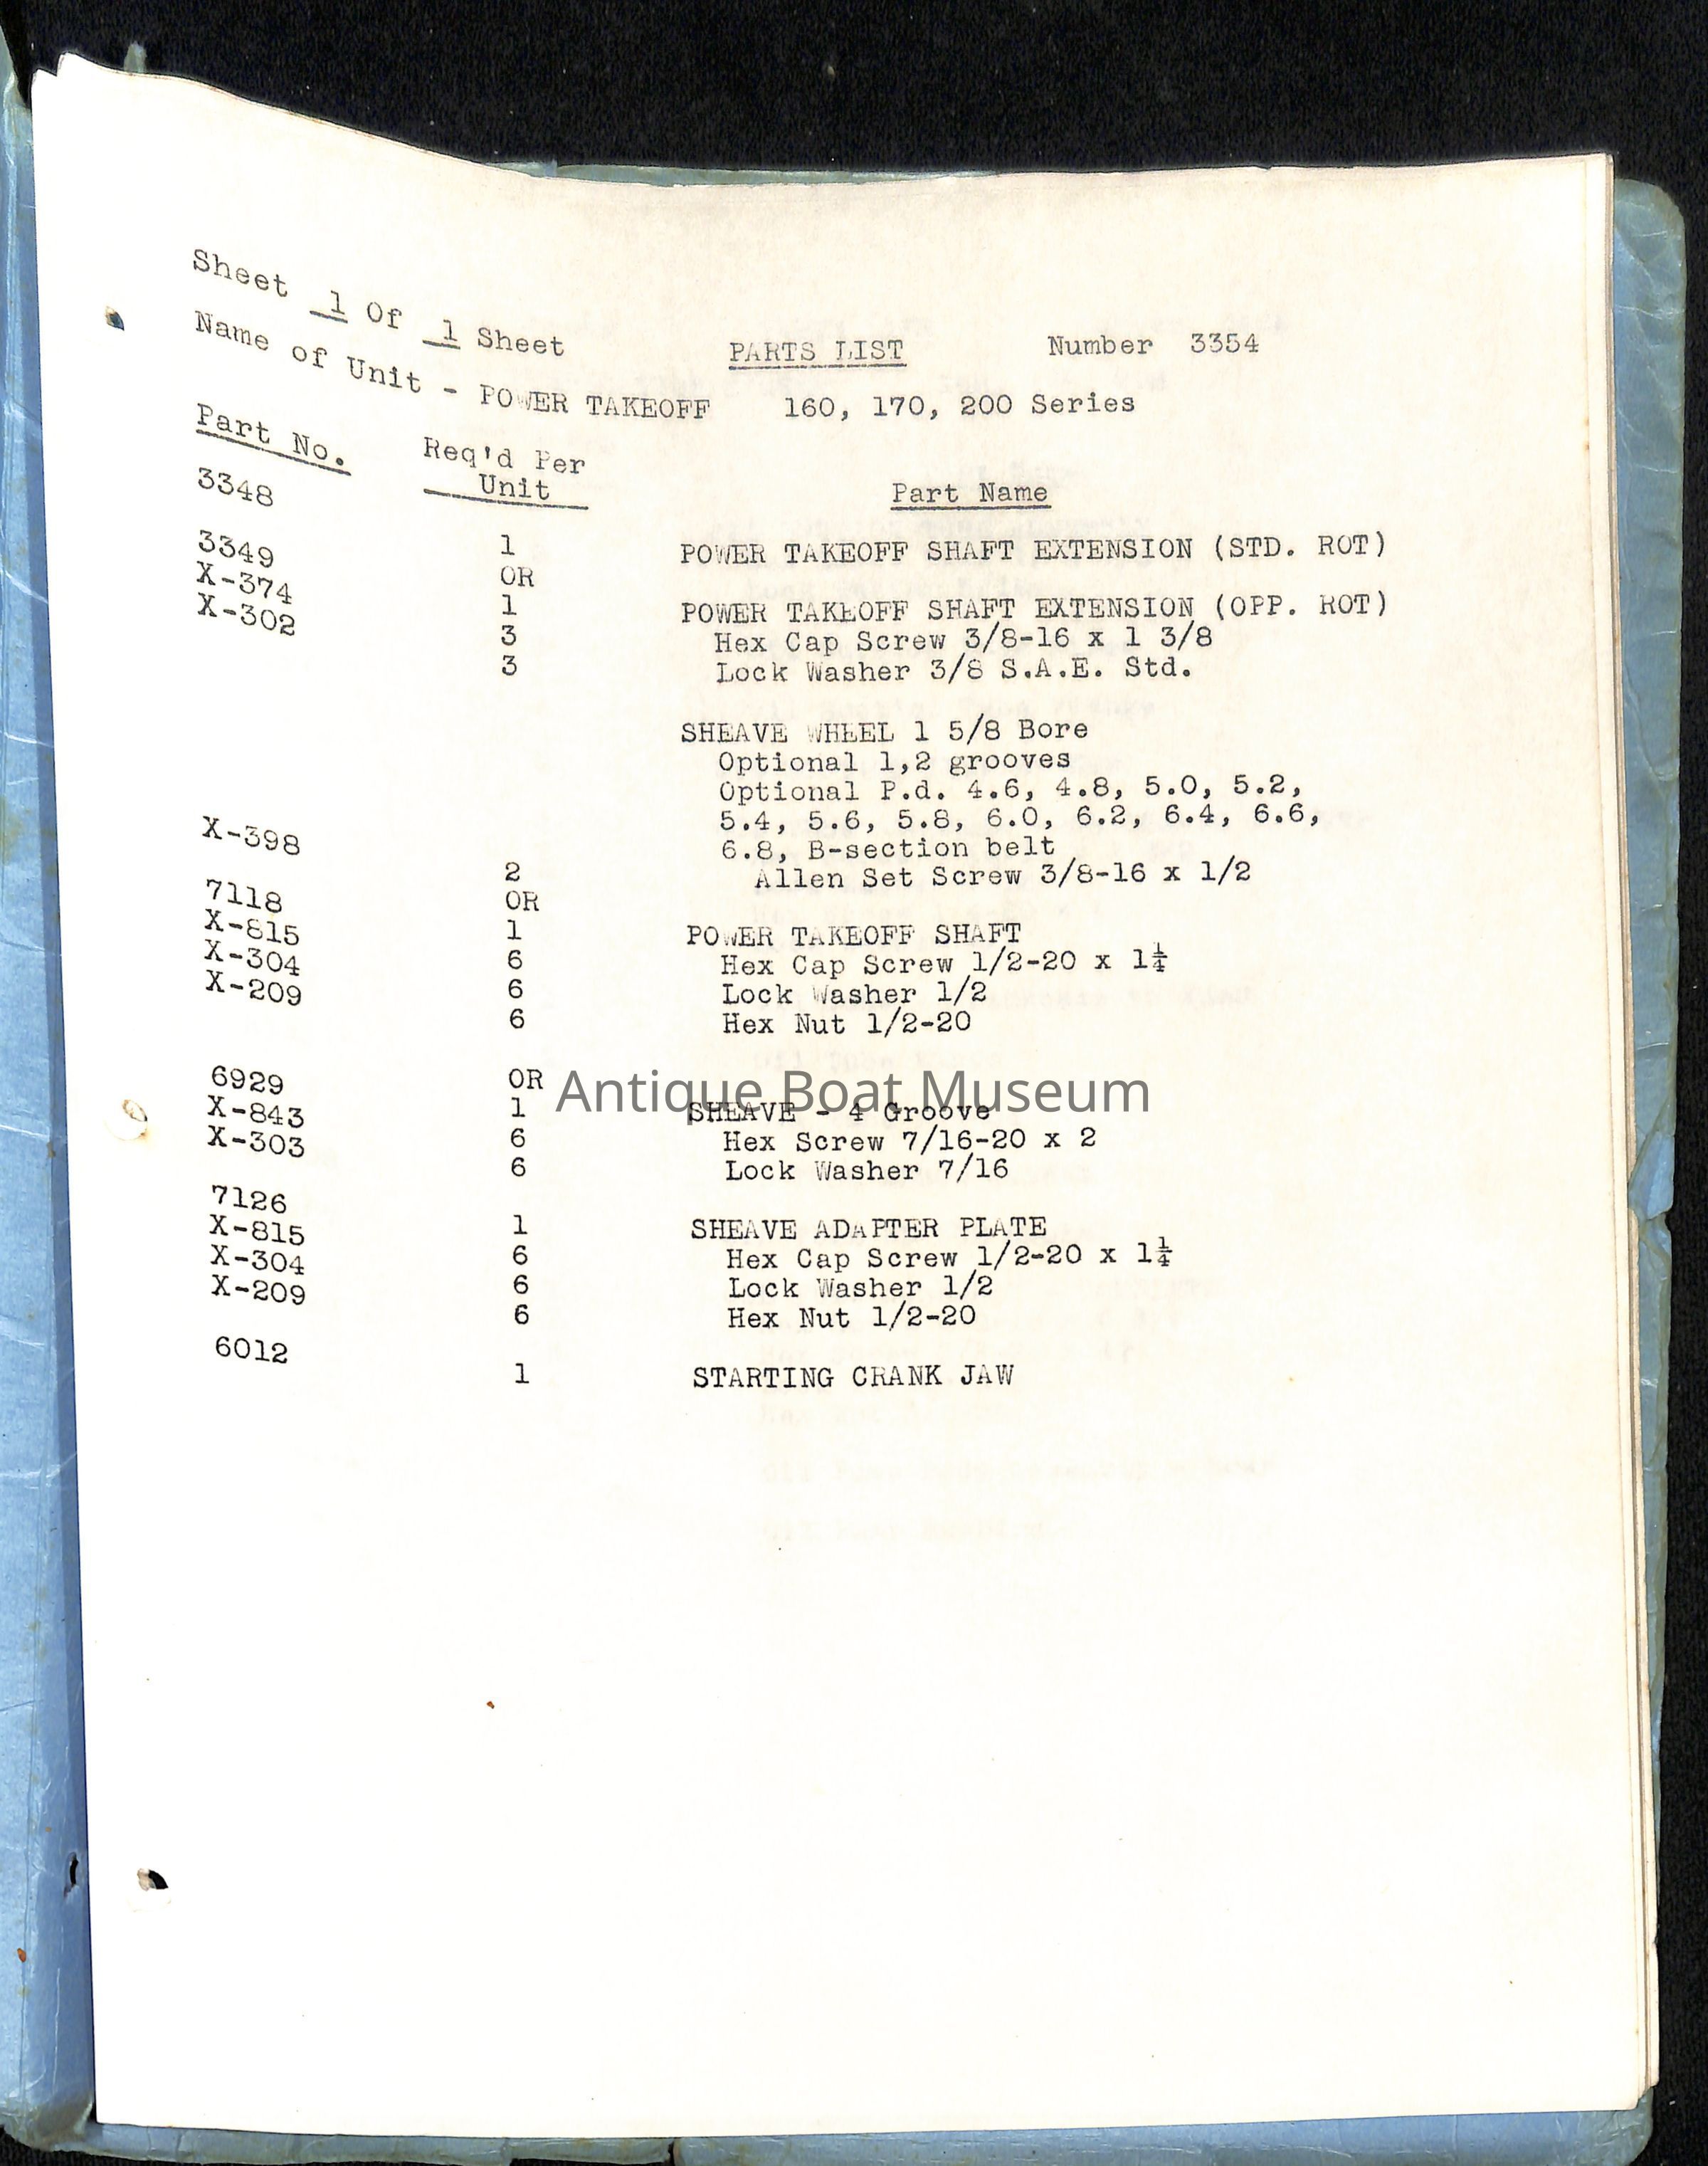 Sheet 1 Of 1 Sheet PARTS LIST Number 3354
Name of Unit - POWER TAKEOFF 160, 170, 200 Series
Part No. Req'd Per Unit Part Name
3348 1 POWER TAKEOFF SHAFT EXTENSION (STD. ROT)
OR
3349 1 POWER TAKEOFF SHAFT EXTENSION (OPP. ROT)
X-374 3 Hex Cap Screw 3/8-16 x 1 3/8
X-302 3 Lock Washer 3/8 S.A.E. Std.
SHEAVE WHEEL 1 5/8 Bore
Optional 1,2 grooves
Optional P.d. 4.6, 4.8, 5.0, 5.2,
5.4, 5.6, 5.8, 6.0, 6.2, 6.4, 6.6,
6.8, B-section belt
X-398 2 Allen Set Screw 3/8-16 x 1/2
OR
7118 1 POWER TAKEOFF SHAFT
X-815 6 Hex Cap Screw 1/2-20 x 1¼
X-304 6 Lock Washer 1/2
X-209 6 Hex Nut 1/2-20
OR
Antique Boat Museum
6929 1 SHEAVE - 4 Groove
X-843 6 Hex Screw 7/16-20 x 2
X-303 6 Lock Washer 7/16
7126 1 SHEAVE ADAPTER PLATE
X-815 6 Hex Cap Screw 1/2-20 x 1¼
X-304 6 Lock Washer 1/2
X-209 6 Hex Nut 1/2-20
6012 1 STARTING CRANK JAW